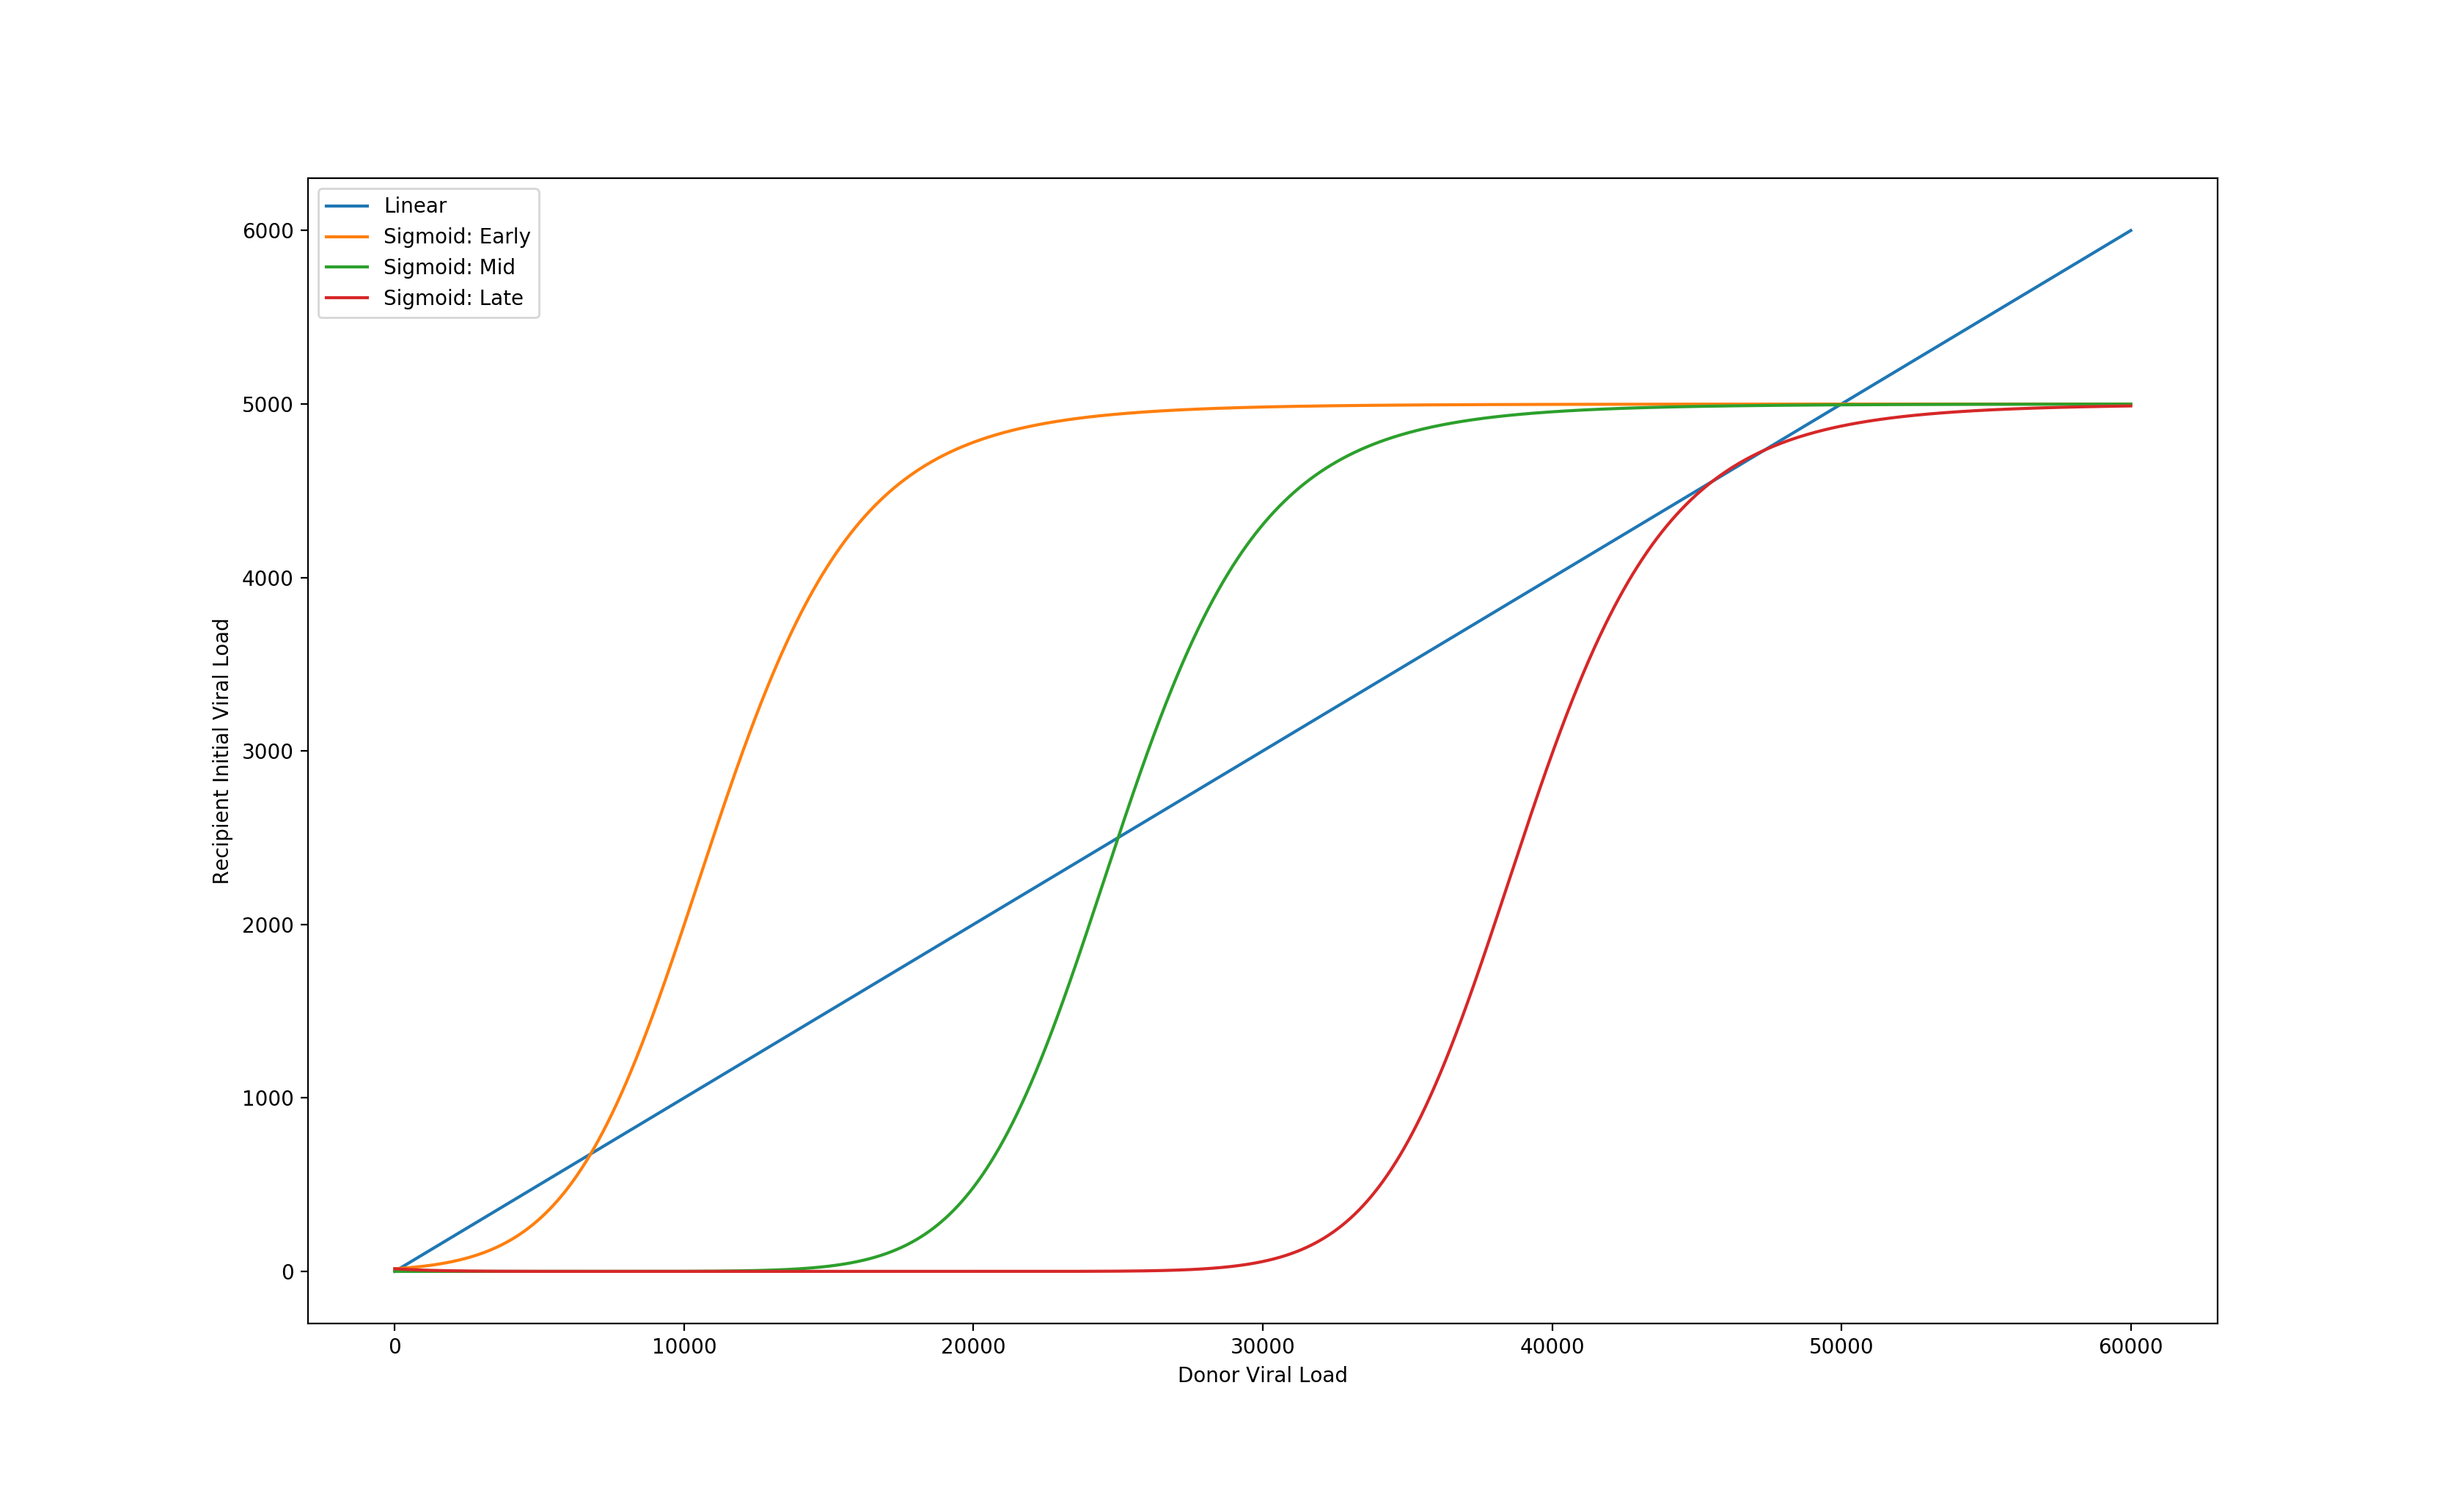 Linear
Sigmoid: Early
Sigmoid: Mid
Sigmoid: Late
6000
5000
4000
3000
2000
1000
0
Recipient Initial Viral Load
0 10000 20000 30000 40000 50000 60000
Donor Viral Load